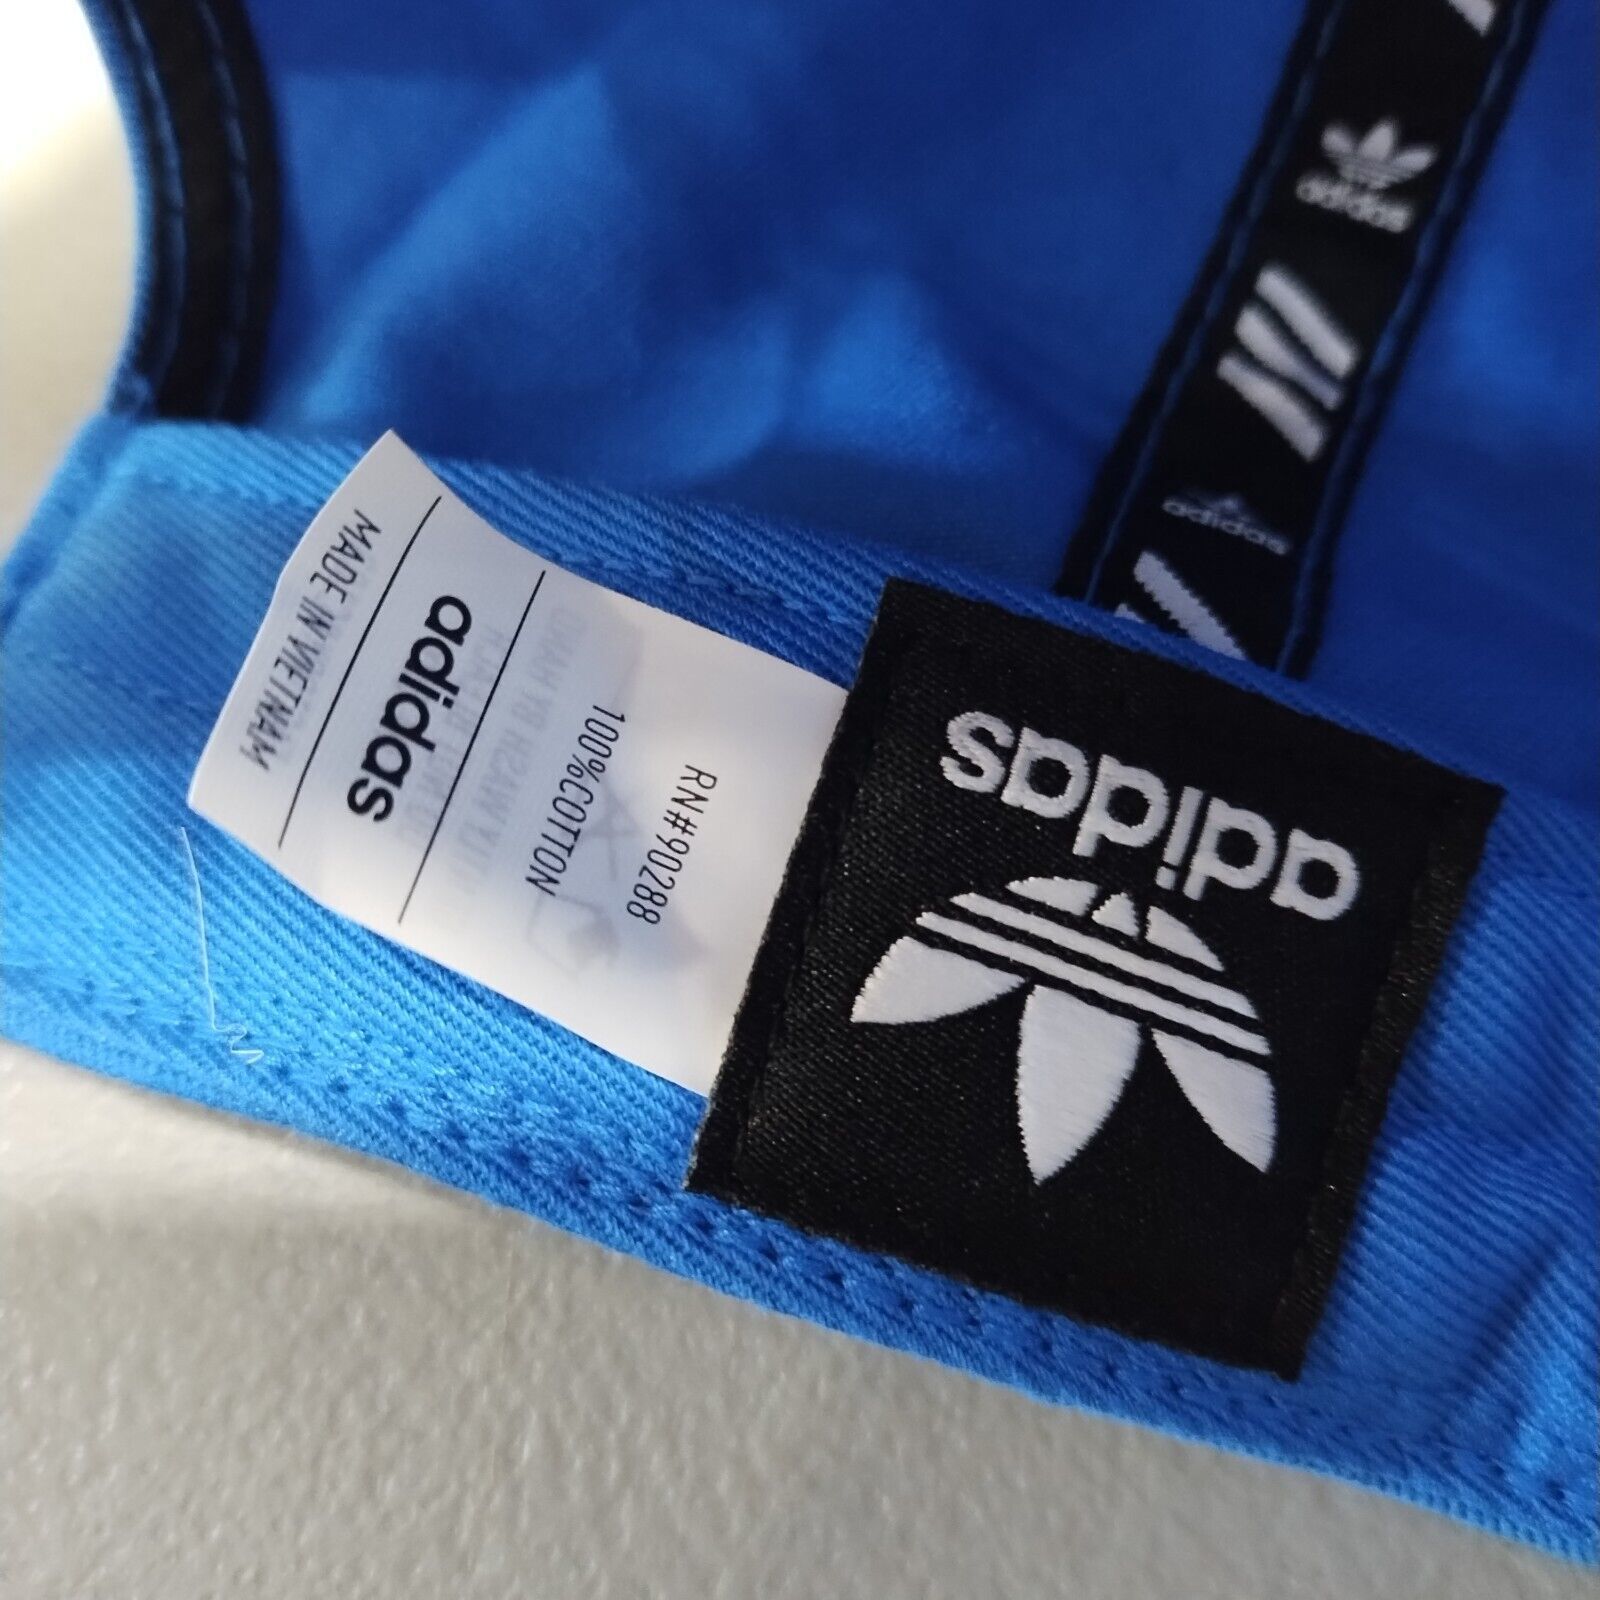 MADE IN VIETNAM
adidas
100%COTTON
RN#90288
adidas
adidas
adidas